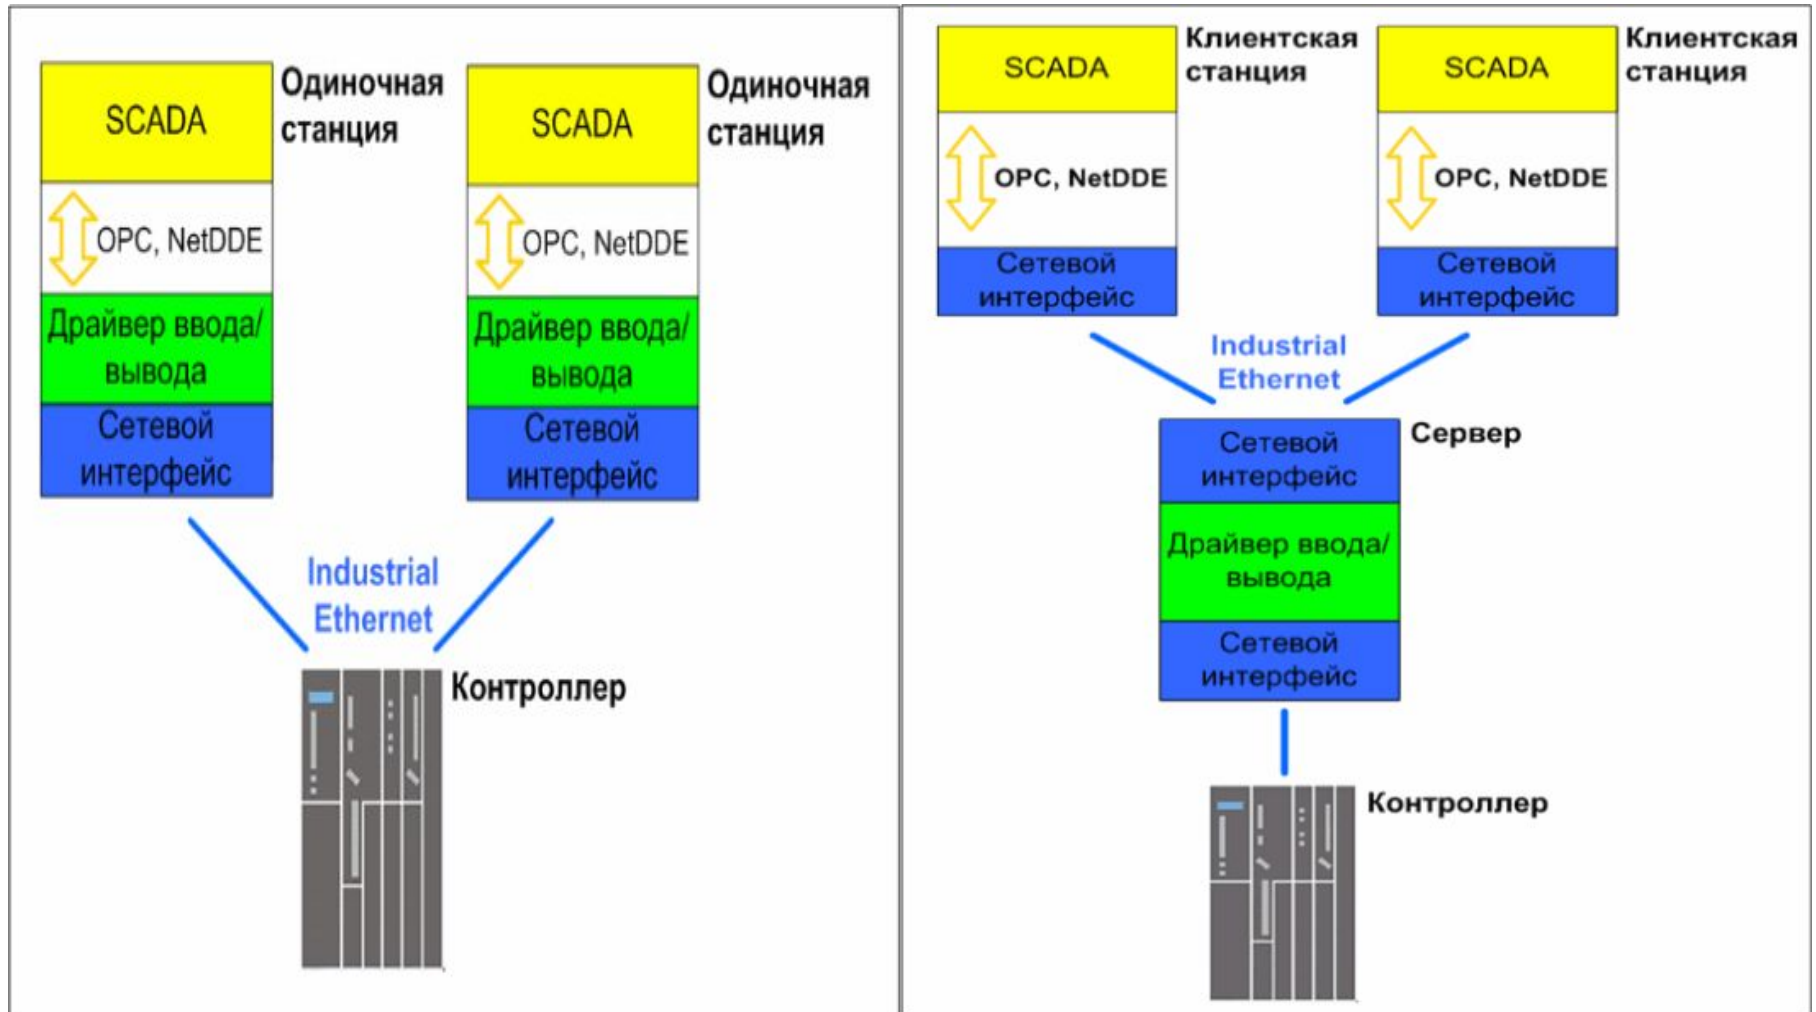 SCADA
Одиночная
станция
OPC, NetDDE
Драйвер ввода/
вывода
Сетевой
интерфейс
SCADA
Одиночная
станция
OPC, NetDDE
Драйвер ввода/
вывода
Сетевой
интерфейс
Industrial
Ethernet
Контроллер
SCADA
Клиентская
станция
OPC, NetDDE
Сетевой
интерфейс
SCADA
Клиентская
станция
OPC, NetDDE
Сетевой
интерфейс
Industrial
Ethernet
Сетевой
интерфейс
Сервер
Драйвер ввода/
вывода
Сетевой
интерфейс
Контроллер